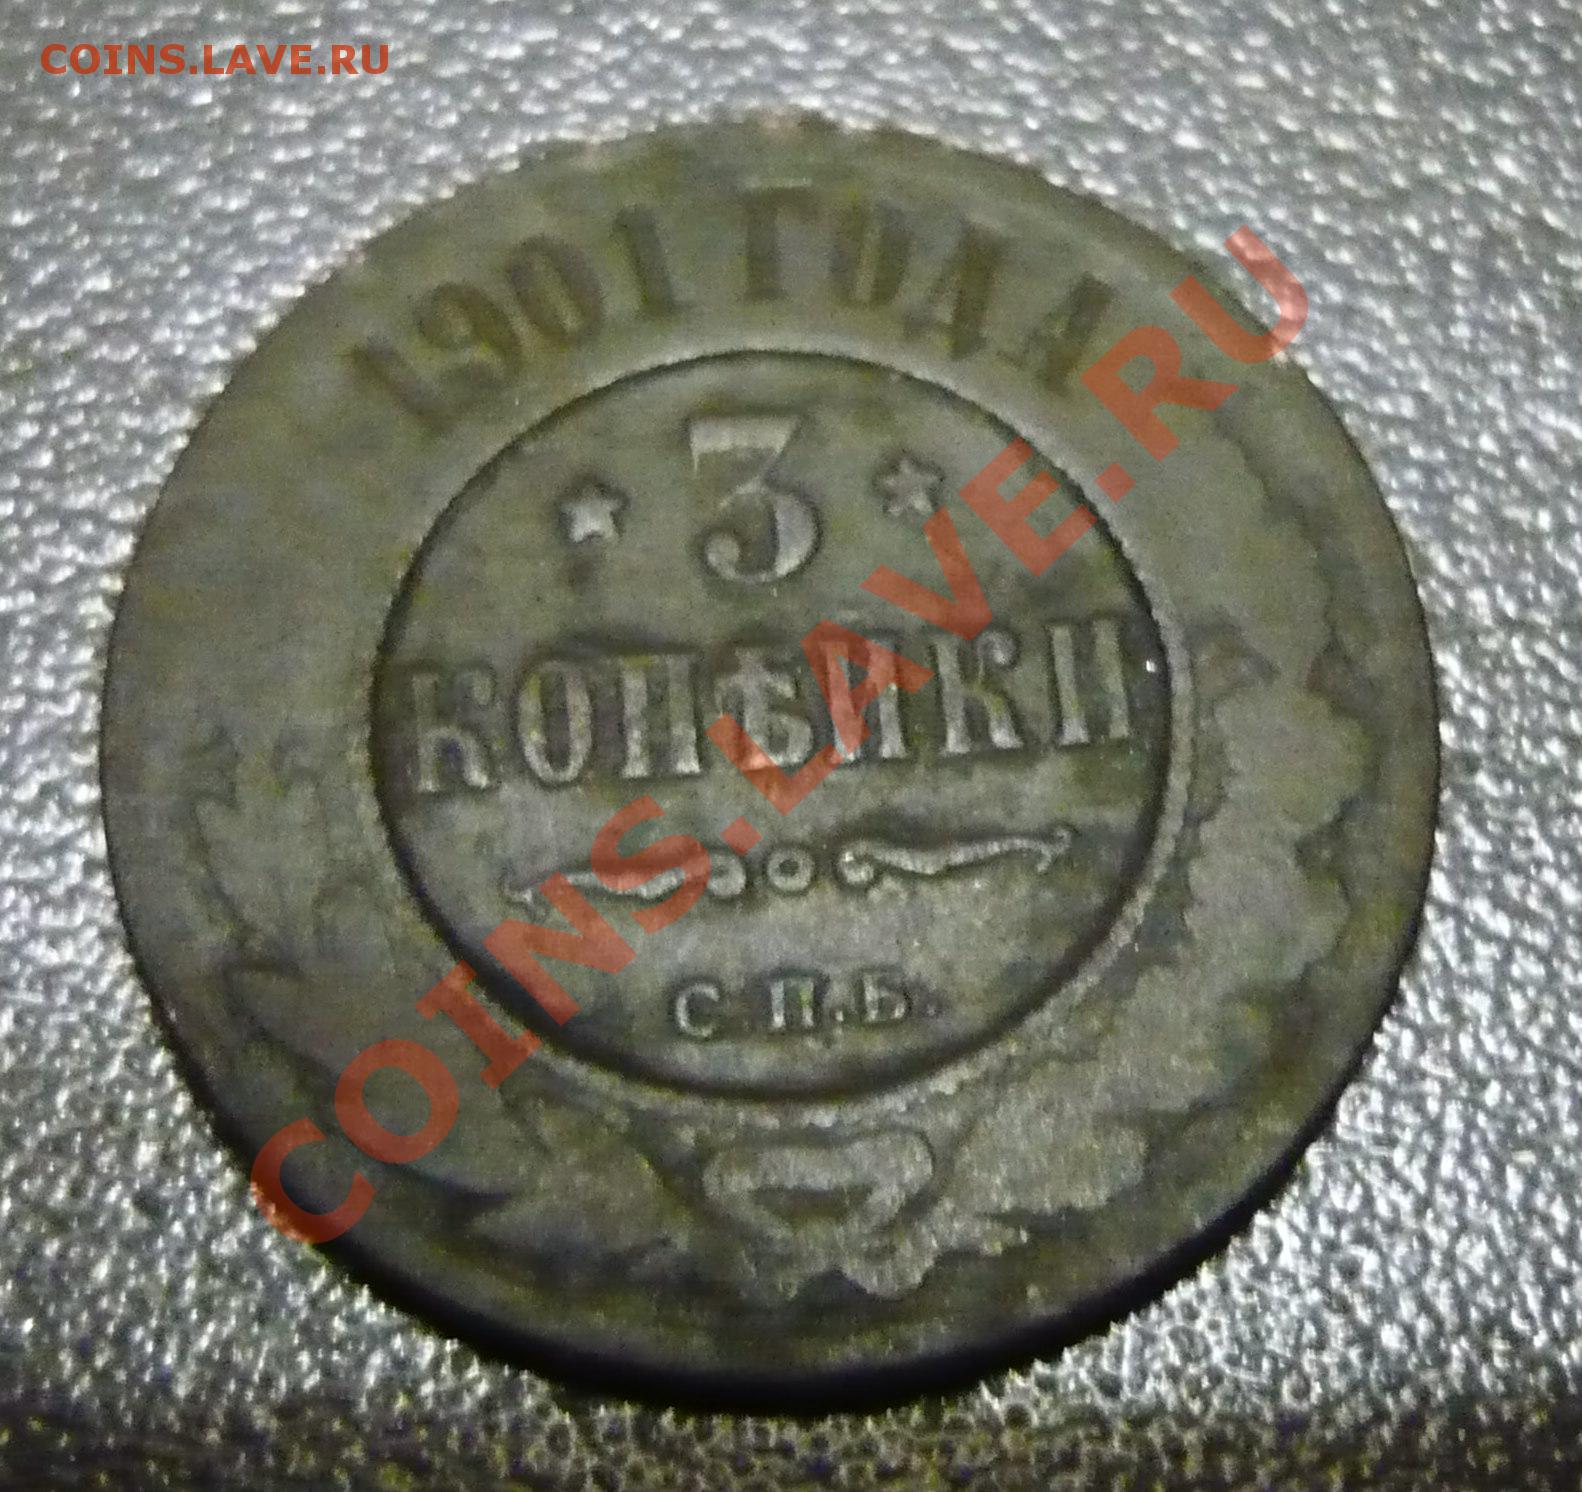 COINS.LAVE.RU
1901 ГОДА
3
КОПѢЙКИ
С.П.Б.
COINS.LAVE.RU